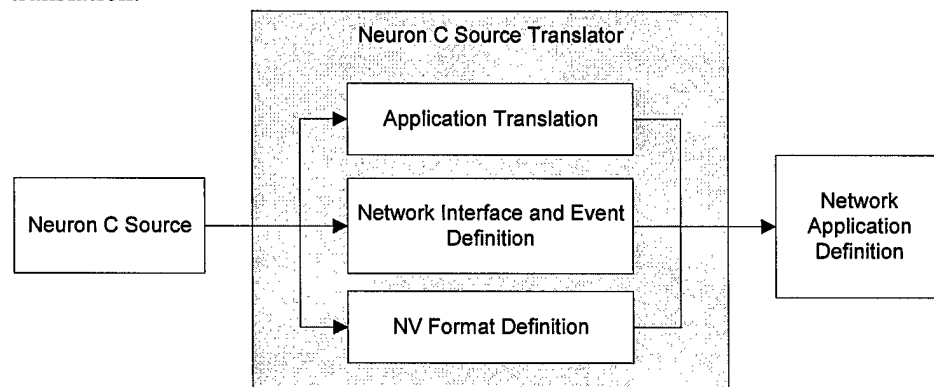 Neuron C Source Translator
Application Translation
Neuron C Source
Network Interface and Event
Definition
Network
Application
Definition
NV Format Definition